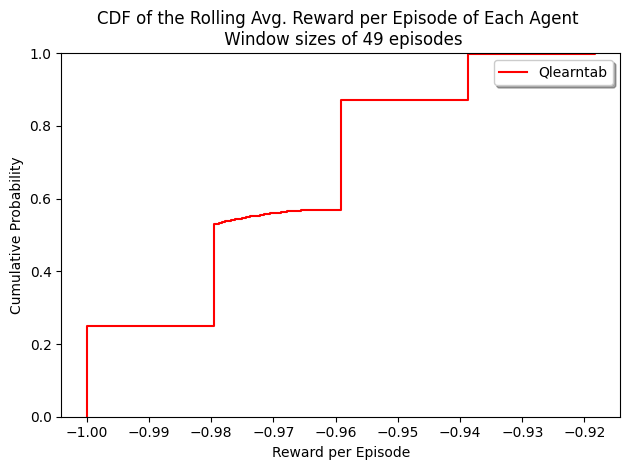 CDF of the Rolling Avg. Reward per Episode of Each Agent
Window sizes of 49 episodes
Qlearntab
Cumulative Probability
1.0
0.8
0.6
0.4
0.2
0.0
−1.00 −0.99 −0.98 −0.97 −0.96 −0.95 −0.94 −0.93 −0.92
Reward per Episode